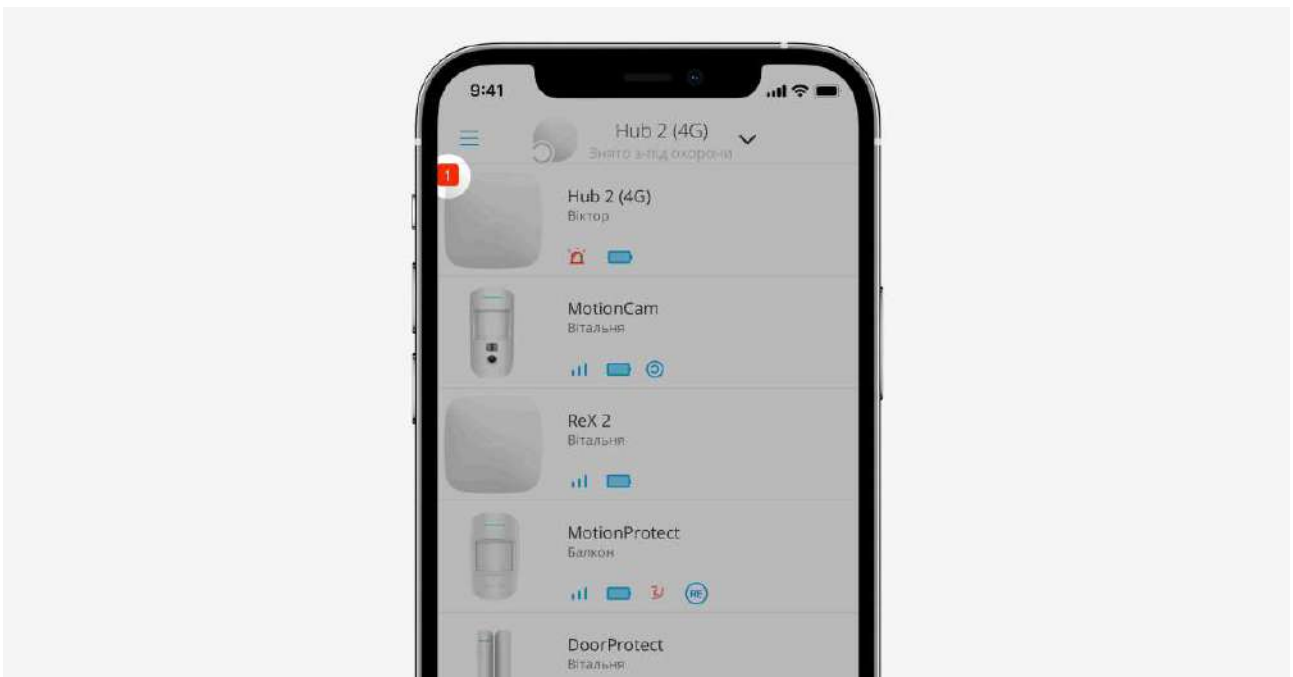 9:41
Hub 2 (4G)
Знято з-під охорони
1
Hub 2 (4G)
Віктор
MotionCam
Вітальня
ReX 2
Вітальня
MotionProtect
Балкон
RE
DoorProtect
Вітальня